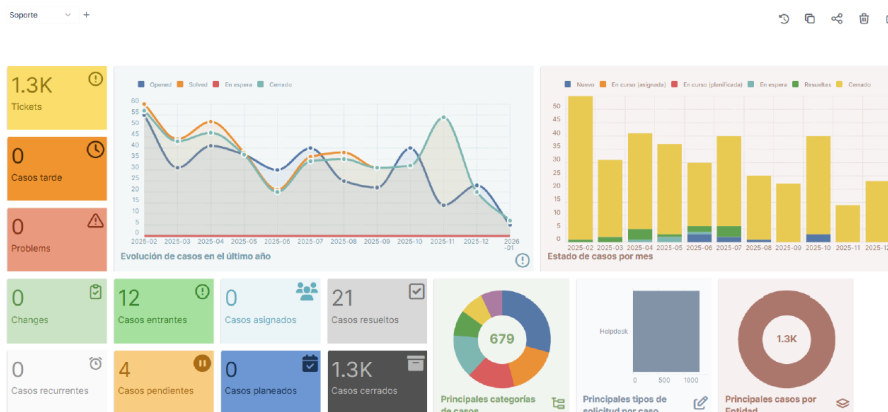 Soporte
1.3K
Tickets
0
Casos tarde
0
Problems
Opened Solved En espera Cerrado
60
55
50
45
40
35
30
25
20
15
10
5
0
2025-02 2025-03 2025-04 2025-05 2025-06 2025-07 2025-08 2025-09 2025-10 2025-11 2025-12 2026-01
Evolución de casos en el último año
Nuevo En curso (asignada) En curso (planificada) En espera Resueltas Cerrado
50
45
40
35
30
25
20
15
10
5
0
2025-02 2025-03 2025-04 2025-05 2025-06 2025-07 2025-08 2025-09 2025-10 2025-11 2025-12
Estado de casos por mes
0
Changes
12
Casos entrantes
0
Casos asignados
21
Casos resueltos
0
Casos recurrentes
4
Casos pendientes
0
Casos planeados
1.3K
Casos cerrados
679
Principales categorías
de casos
Helpdesk
0 500 1000
Principales tipos de
solicitud por caso
1.3K
Principales casos por
Entidad